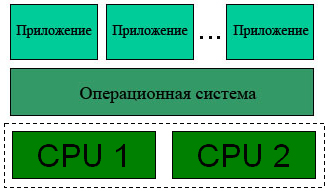 Приложение Приложение ... Приложение
Операционная система
CPU 1 CPU 2